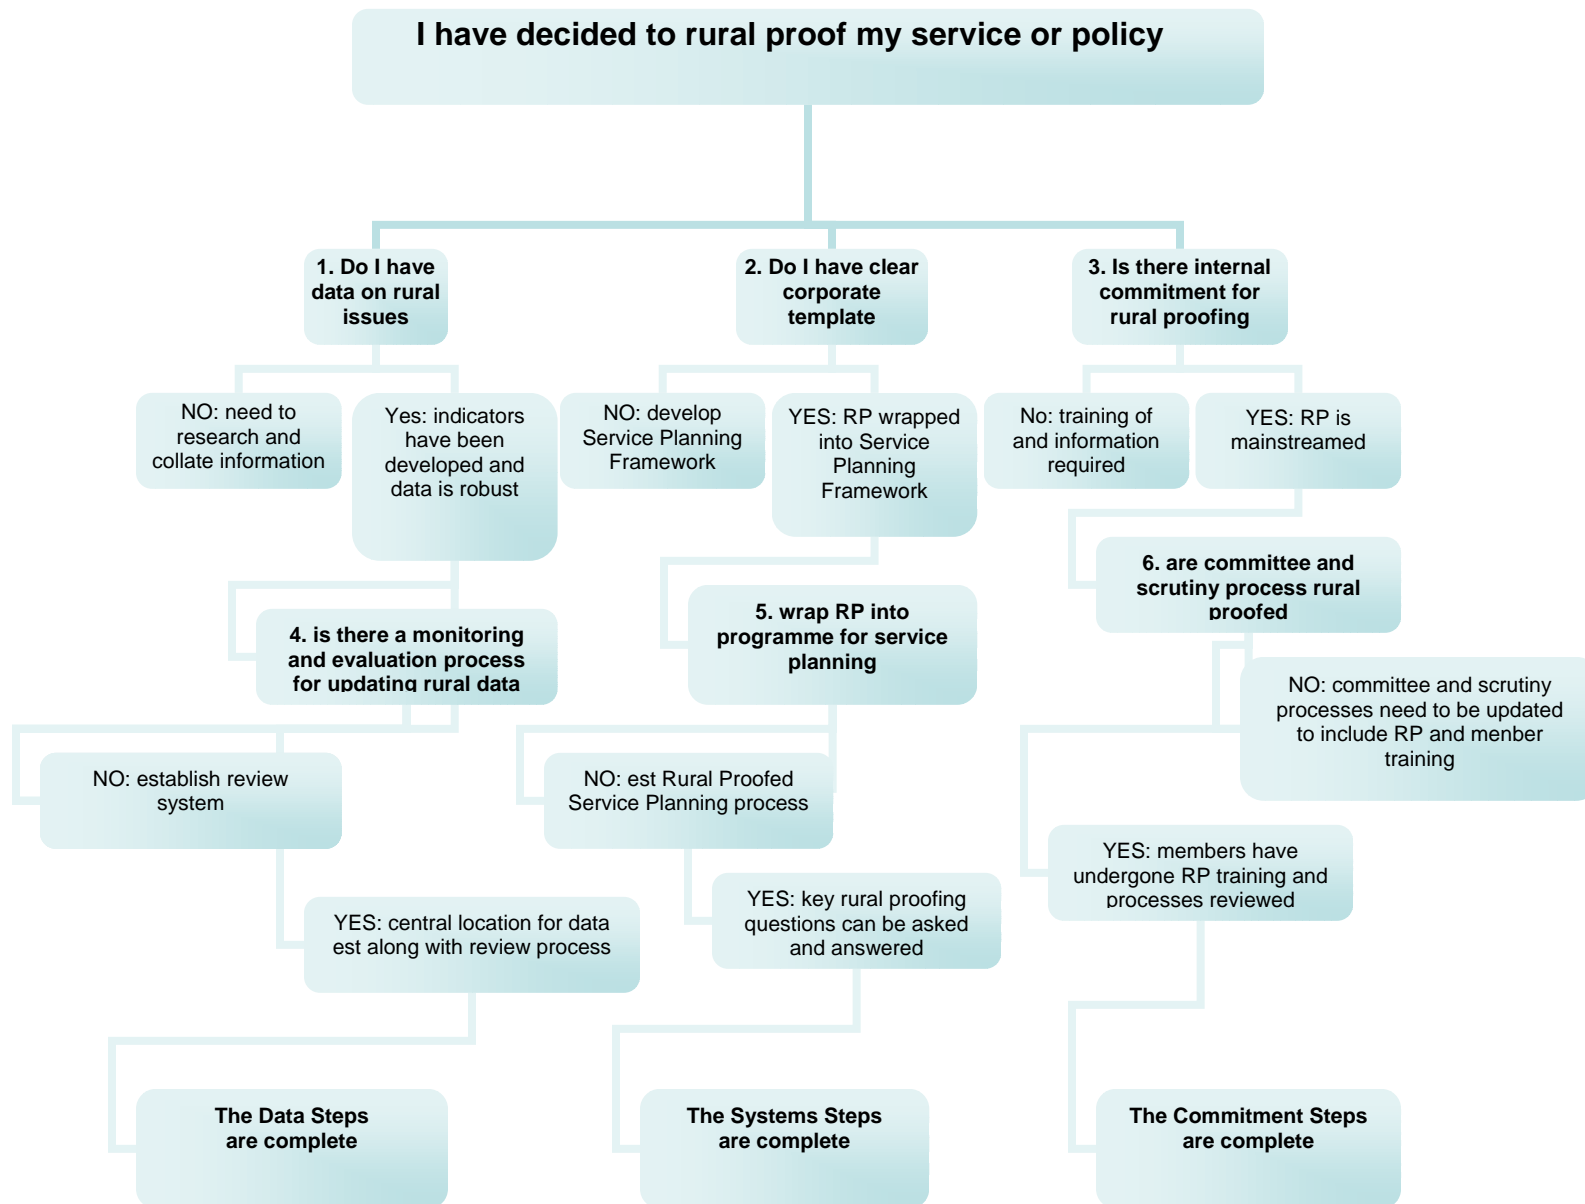 I have decided to rural proof my service or policy
1. Do I have
data on rural
issues
2. Do I have clear
corporate
template
3. Is there internal
commitment for
rural proofing
NO: need to
research and
collate information
Yes: indicators
have been
developed and
data is robust
NO: develop
Service Planning
Framework
YES: RP wrapped
into Service
Planning
Framework
No: training of
and information
required
YES: RP is
mainstreamed
4. is there a monitoring
and evaluation process
for updating rural data
5. wrap RP into
programme for service
planning
6. are committee and
scrutiny process rural
proofed
NO: establish review
system
YES: central location for data
est along with review process
NO: est Rural Proofed
Service Planning process
YES: key rural proofing
questions can be asked
and answered
NO: committee and scrutiny
processes need to be updated
to include RP and menber
training
YES: members have
undergone RP training and
processes reviewed
The Data Steps
are complete
The Systems Steps
are complete
The Commitment Steps
are complete